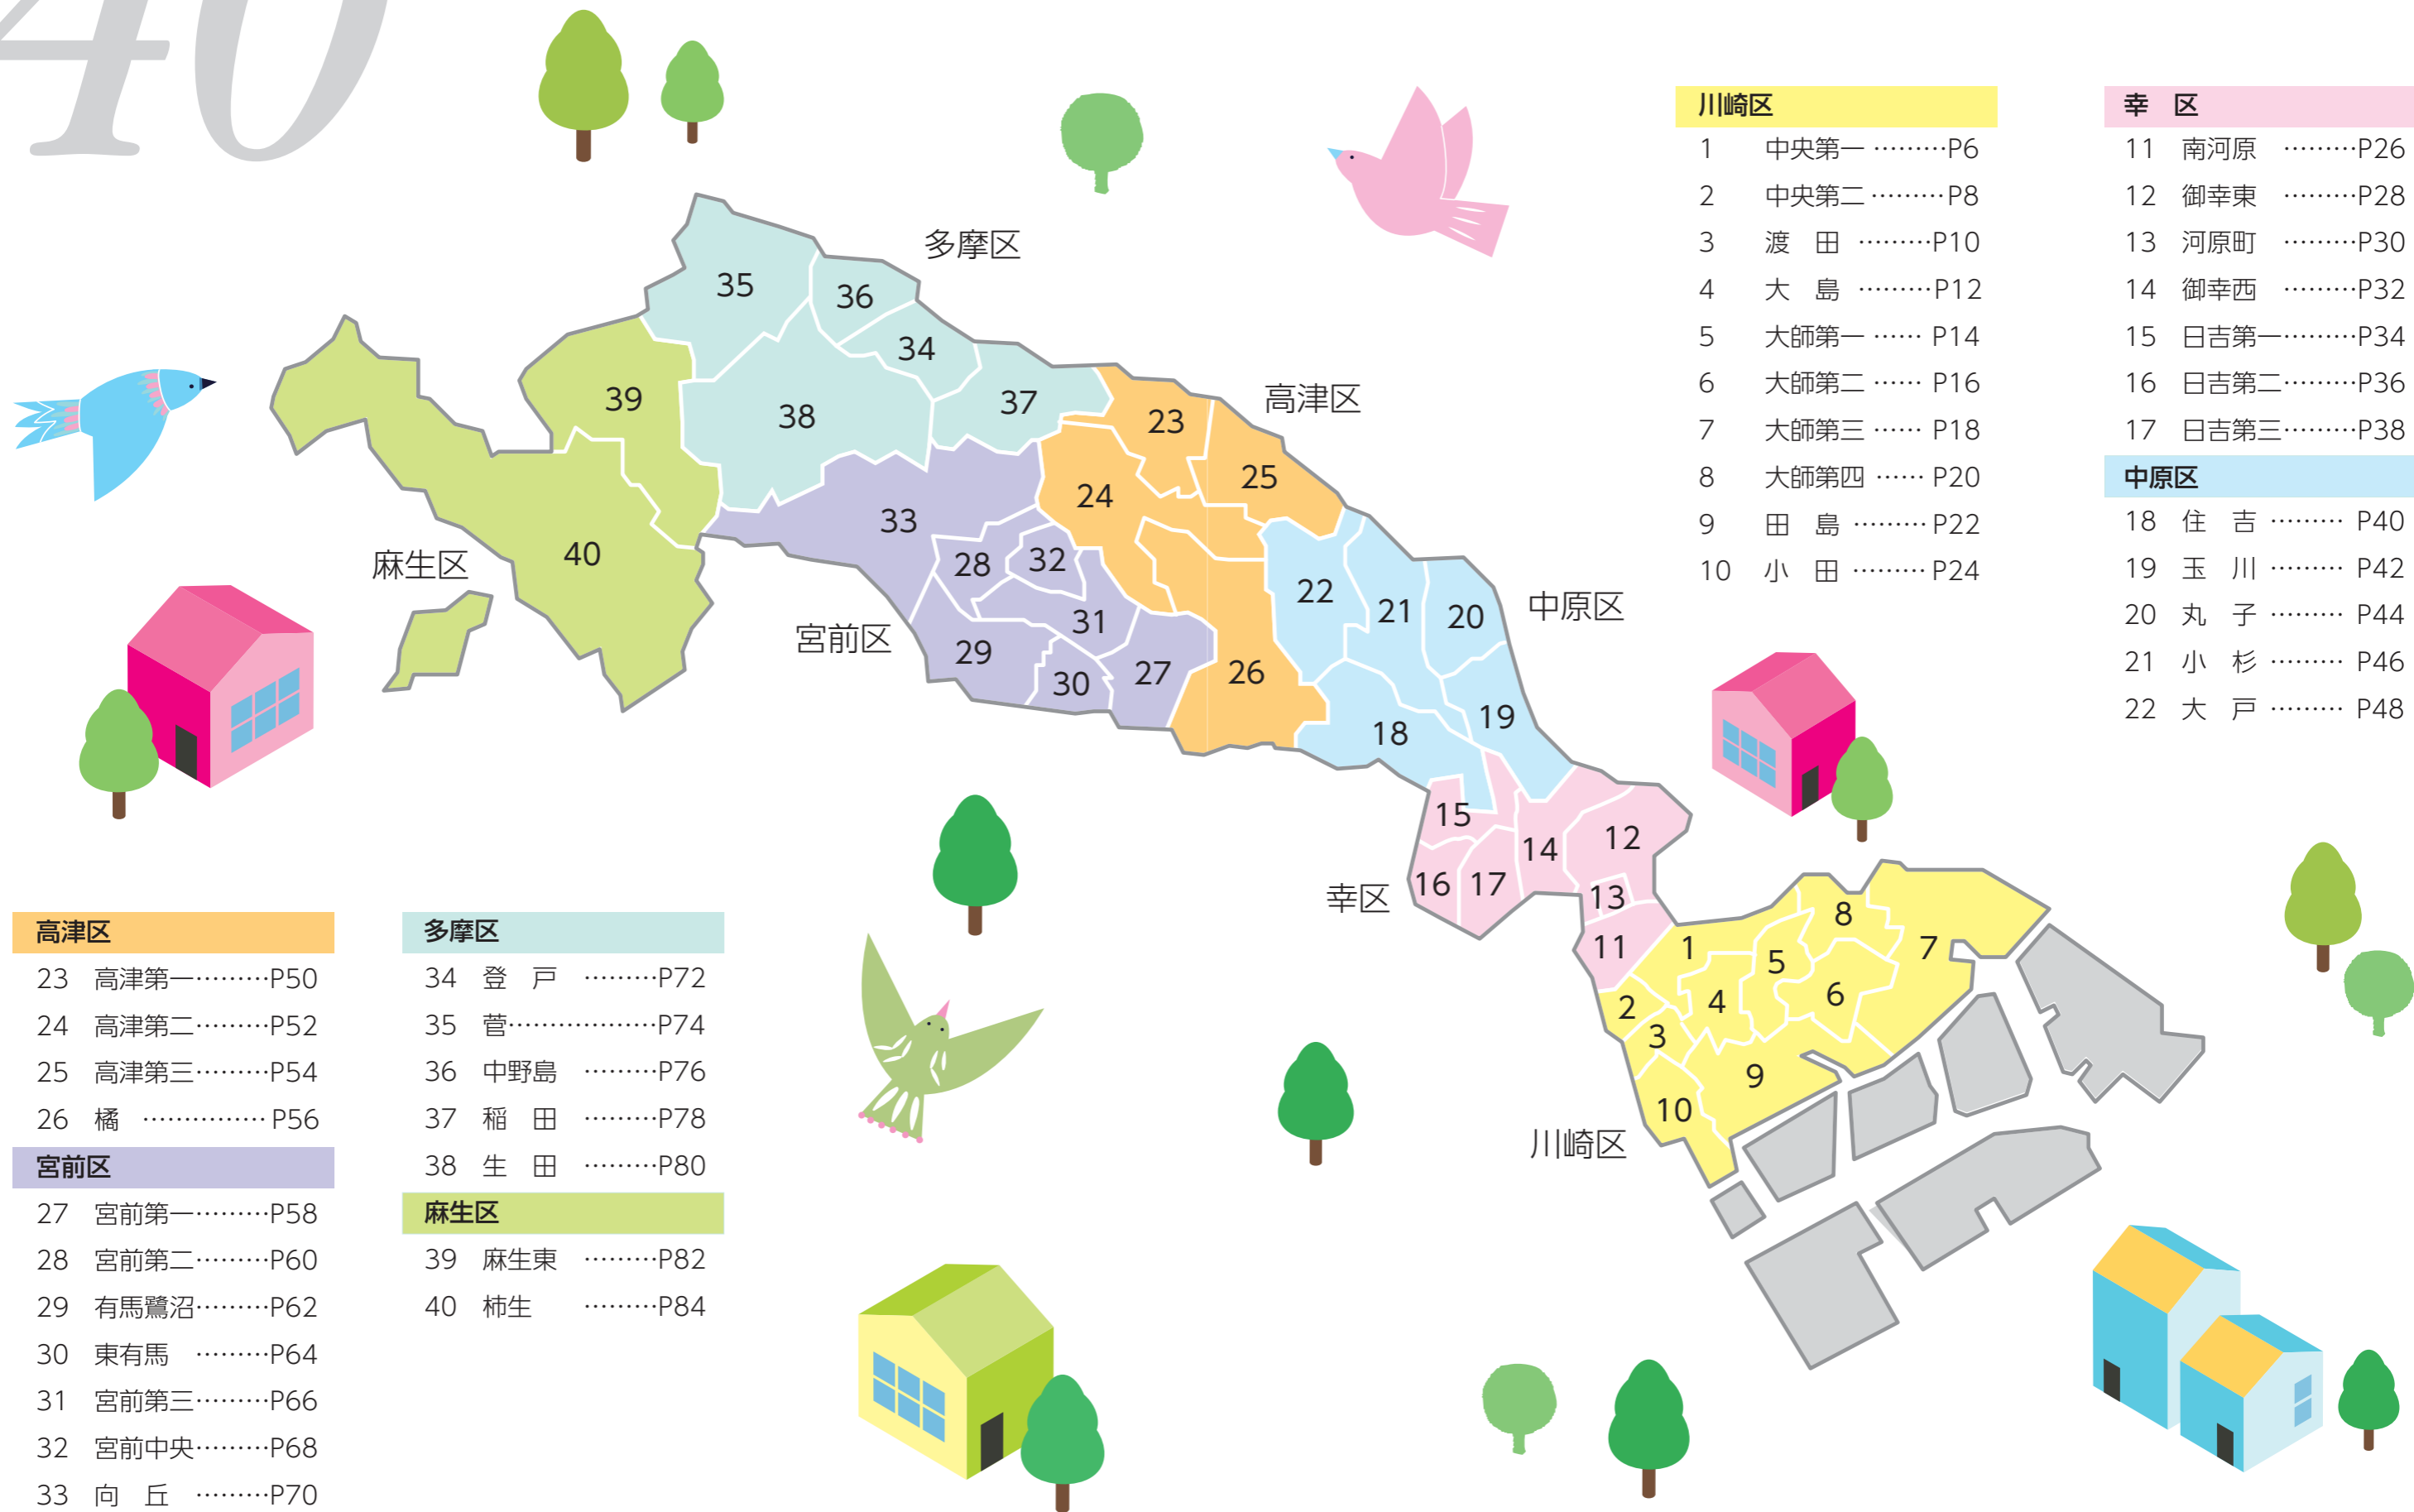 40
川崎区
1 中央第一 ………P6
2 中央第二 ………P8
3 渡　田 ………P10
4 大　島 ………P12
5 大師第一 …… P14
6 大師第二 …… P16
7 大師第三 …… P18
8 大師第四 …… P20
9 田　島 ……… P22
10 小　田 ……… P24
幸　区
11 南河原 ………P26
12 御幸東 ………P28
13 河原町 ………P30
14 御幸西 ………P32
15 日吉第一………P34
16 日吉第二………P36
17 日吉第三………P38
中原区
18 住　吉 ……… P40
19 玉　川 ……… P42
20 丸　子 ……… P44
21 小　杉 ……… P46
22 大　戸 ……… P48
多摩区
35
36
34
37
38
高津区
23
25
24
26
麻生区
39
40
宮前区
33
28
32
31
29
30
27
中原区
22
21
20
19
18
幸区
15
12
14
16
17
13
11
川崎区
8
1
7
5
6
4
2
3
9
10
高津区
23 高津第一………P50
24 高津第二………P52
25 高津第三………P54
26 橘 …………… P56
宮前区
27 宮前第一………P58
28 宮前第二………P60
29 有馬鷺沼………P62
30 東有馬 ………P64
31 宮前第三………P66
32 宮前中央………P68
33 向　丘 ………P70
多摩区
34 登　戸 ………P72
35 菅………………P74
36 中野島 ………P76
37 稲　田 ………P78
38 生　田 ………P80
麻生区
39 麻生東 ………P82
40 柿生 ………P84